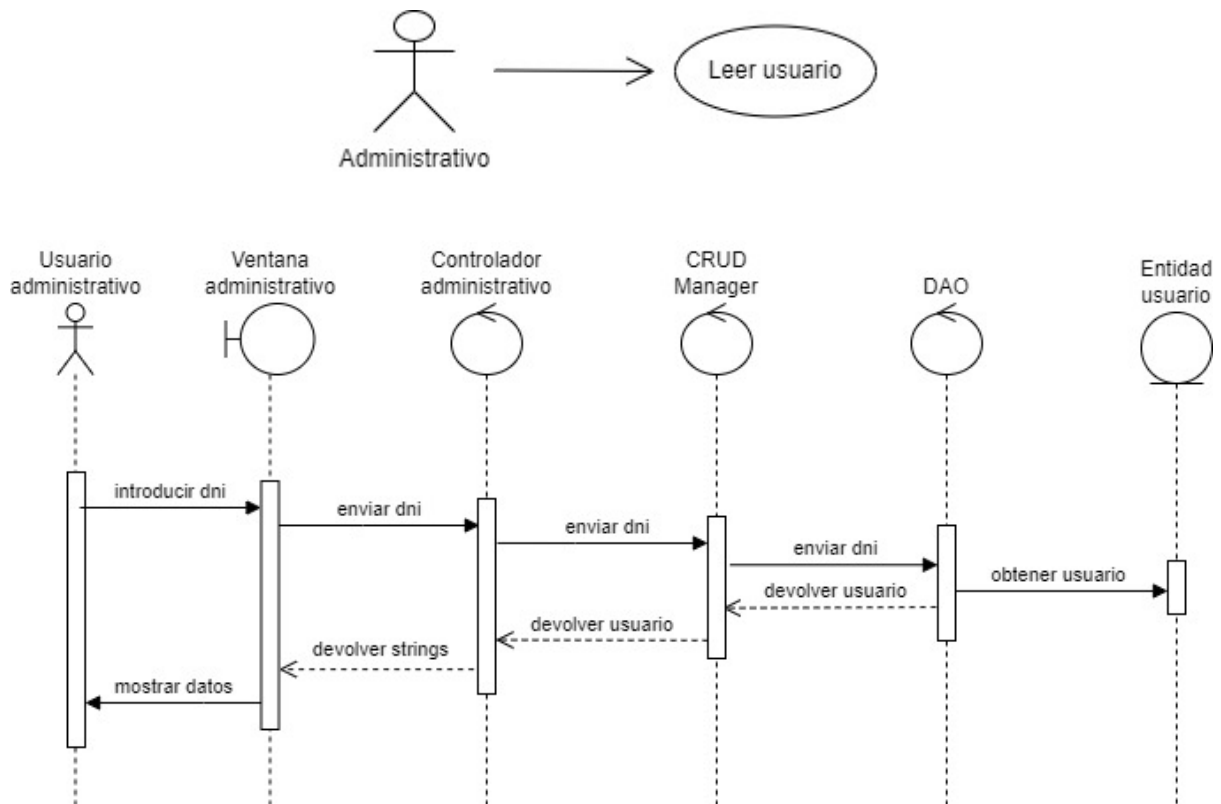 Leer usuario
Administrativo
Usuario
administrativo
Ventana
administrativo
Controlador
administrativo
CRUD
Manager
DAO
Entidad
usuario
introducir dni
enviar dni
enviar dni
enviar dni
obtener usuario
devolver usuario
devolver usuario
devolver strings
mostrar datos